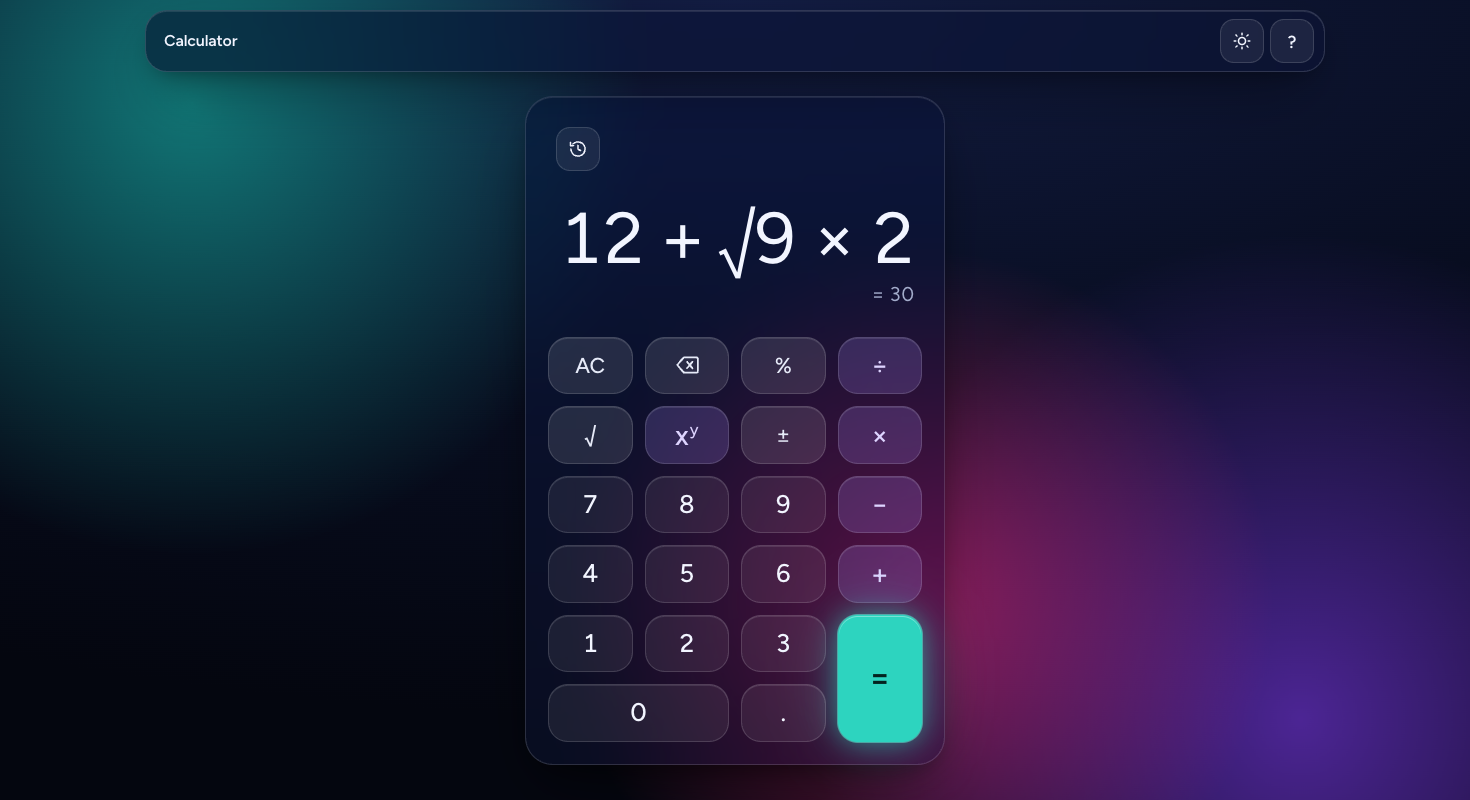 Calculator ?
12 + √9 × 2
= 30
AC % ÷
√ xʸ ± ×
7 8 9 −
4 5 6 +
1 2 3 =
0 .